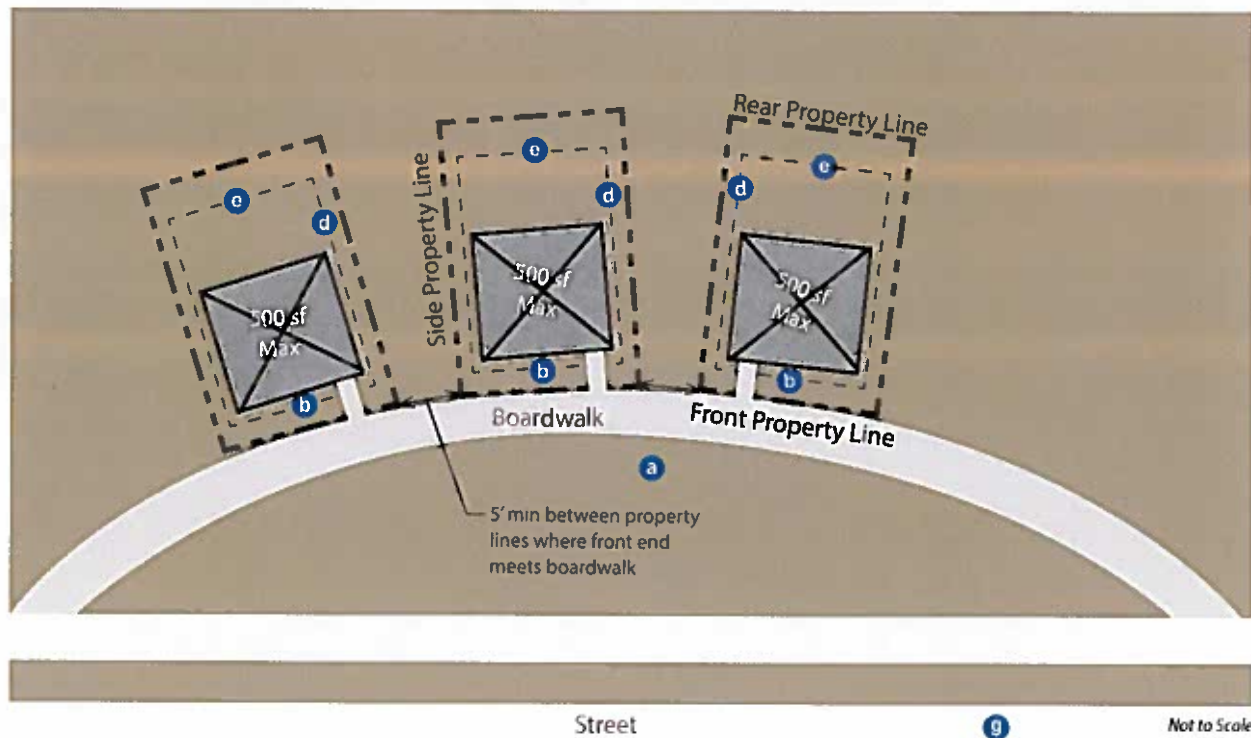 Rear Property Line
e
e
e
d
d
d
Side Property Line
500 sf
Max
500 sf
Max
500 sf
Max
b
b
b
Boardwalk
Front Property Line
a
5' min between property
lines where front end
meets boardwalk
Street
g
Not to Scale